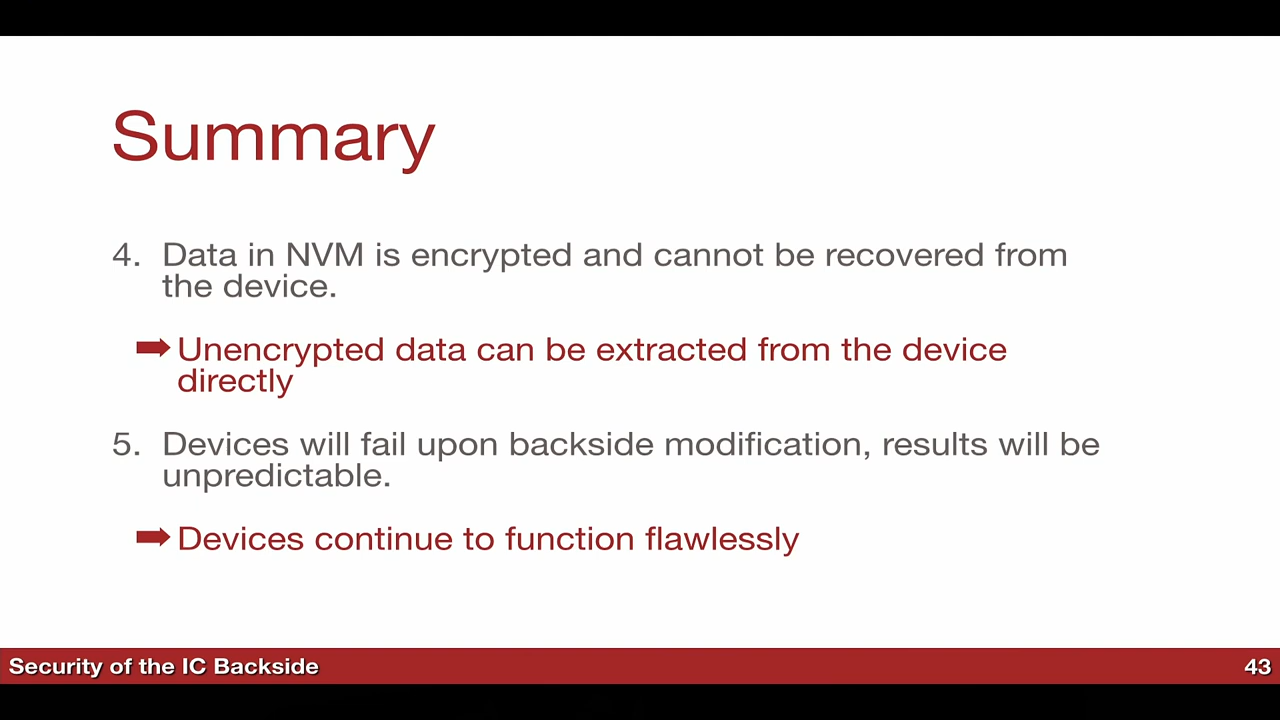 Summary
4. Data in NVM is encrypted and cannot be recovered from
the device.
➡ Unencrypted data can be extracted from the device
directly
5. Devices will fail upon backside modification, results will be
unpredictable.
➡ Devices continue to function flawlessly
Security of the IC Backside
43